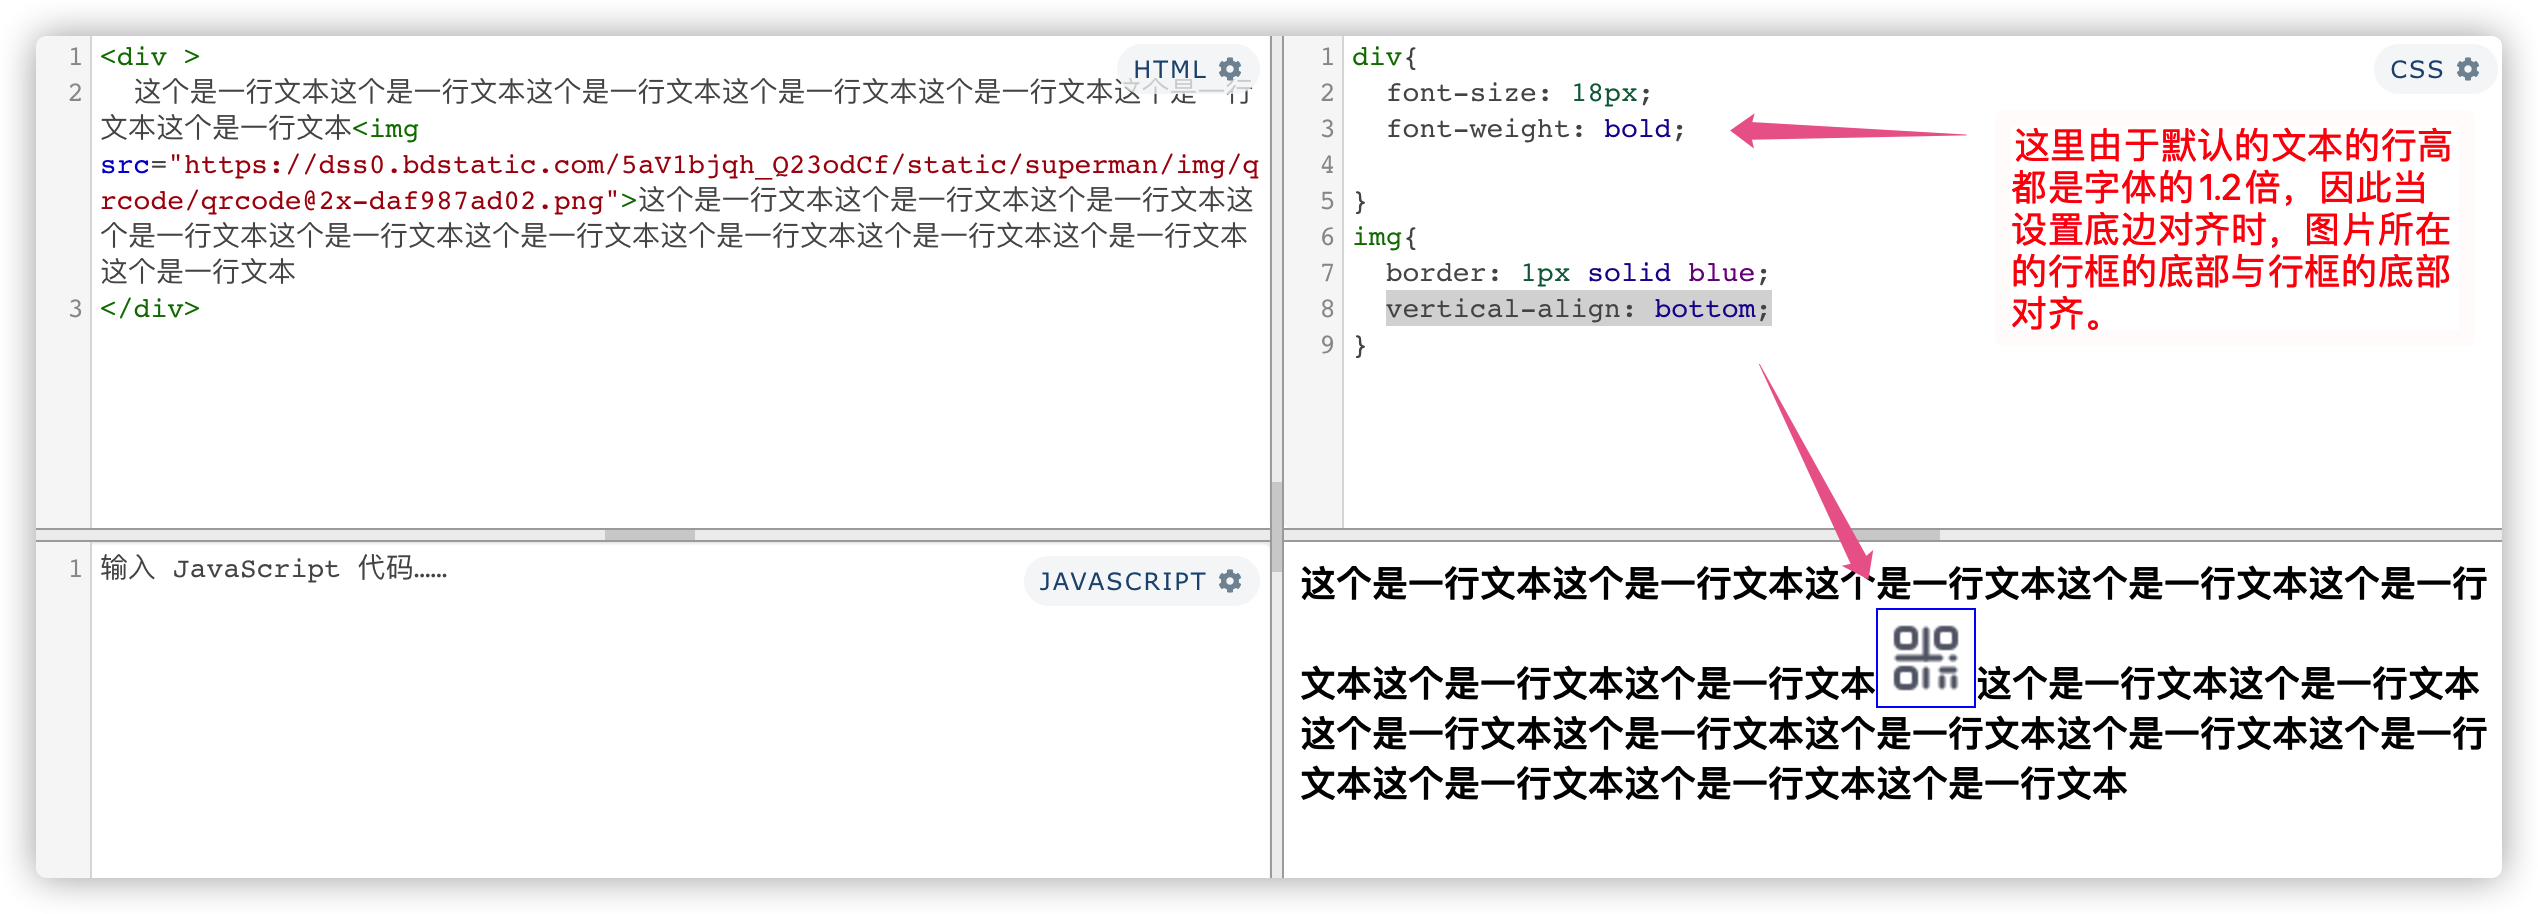 1 <div >
HTML
2 这个是一行文本这个是一行文本这个是一行文本这个是一行文本这个是一行文本这个是一行
文本这个是一行文本<img
src="https://dss0.bdstatic.com/5aV1bjqh_Q23odCf/static/superman/img/q
rcode/qrcode@2x-daf987ad02.png">这个是一行文本这个是一行文本这个是一行文本这
个是一行文本这个是一行文本这个是一行文本这个是一行文本这个是一行文本这个是一行文本
这个是一行文本
3 </div>
1 div{
CSS
2 font-size: 18px;
3 font-weight: bold;
4
5 }
6 img{
7 border: 1px solid blue;
8 vertical-align: bottom;
9 }
这里由于默认的文本的行高
都是字体的1.2倍，因此当
设置底边对齐时，图片所在
的行框的底部与行框的底部
对齐。
1 输入 JavaScript 代码……
JAVASCRIPT
这个是一行文本这个是一行文本这个是一行文本这个是一行文本这个是一行
文本这个是一行文本这个是一行文本这个是一行文本这个是一行文本
这个是一行文本这个是一行文本这个是一行文本这个是一行文本这个是一行
文本这个是一行文本这个是一行文本这个是一行文本